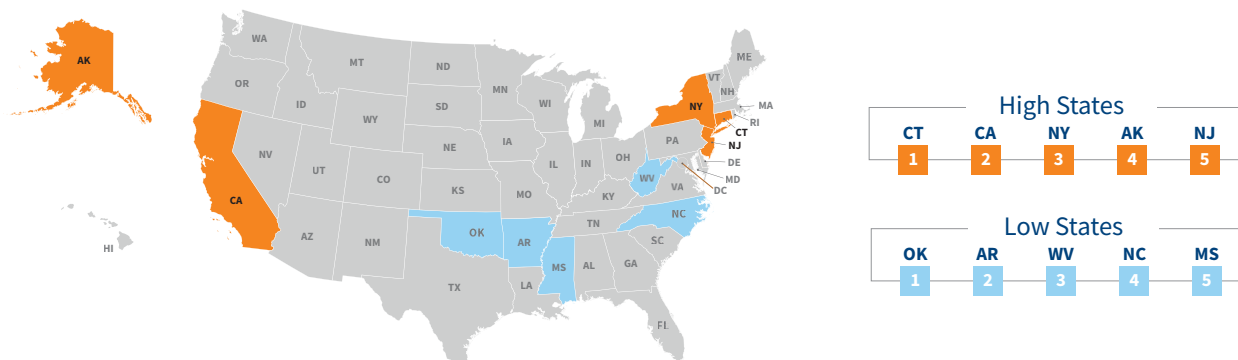 AK
WA
OR
CA
NV
ID
MT
WY
UT
AZ
CO
NM
ND
SD
NE
KS
OK
TX
MN
IA
MO
AR
LA
WI
IL
MS
MI
IN
KY
TN
AL
OH
WV
VA
NC
SC
GA
FL
PA
NY
VT
NH
ME
MA
RI
CT
NJ
DE
MD
DC
HI
High States
CT CA NY AK NJ
1 2 3 4 5
Low States
OK AR WV NC MS
1 2 3 4 5